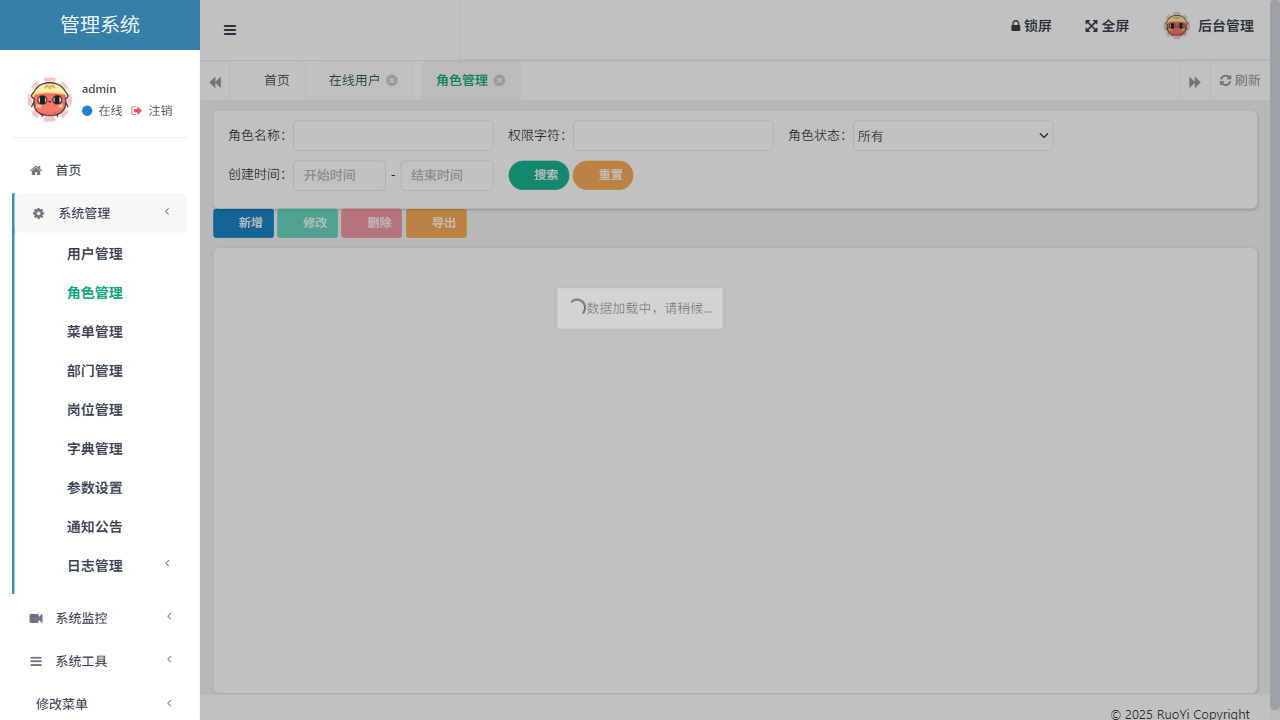 管理系统
admin
在线 注销
首页
系统管理
用户管理
角色管理
菜单管理
部门管理
岗位管理
字典管理
参数设置
通知公告
日志管理
系统监控
系统工具
修改菜单
锁屏 全屏 后台管理
首页 在线用户 角色管理 刷新
角色名称: 权限字符: 角色状态: 所有
创建时间: 开始时间 - 结束时间 搜索 重置
新增 修改 删除 导出
数据加载中，请稍候...
© 2025 RuoYi Copyright